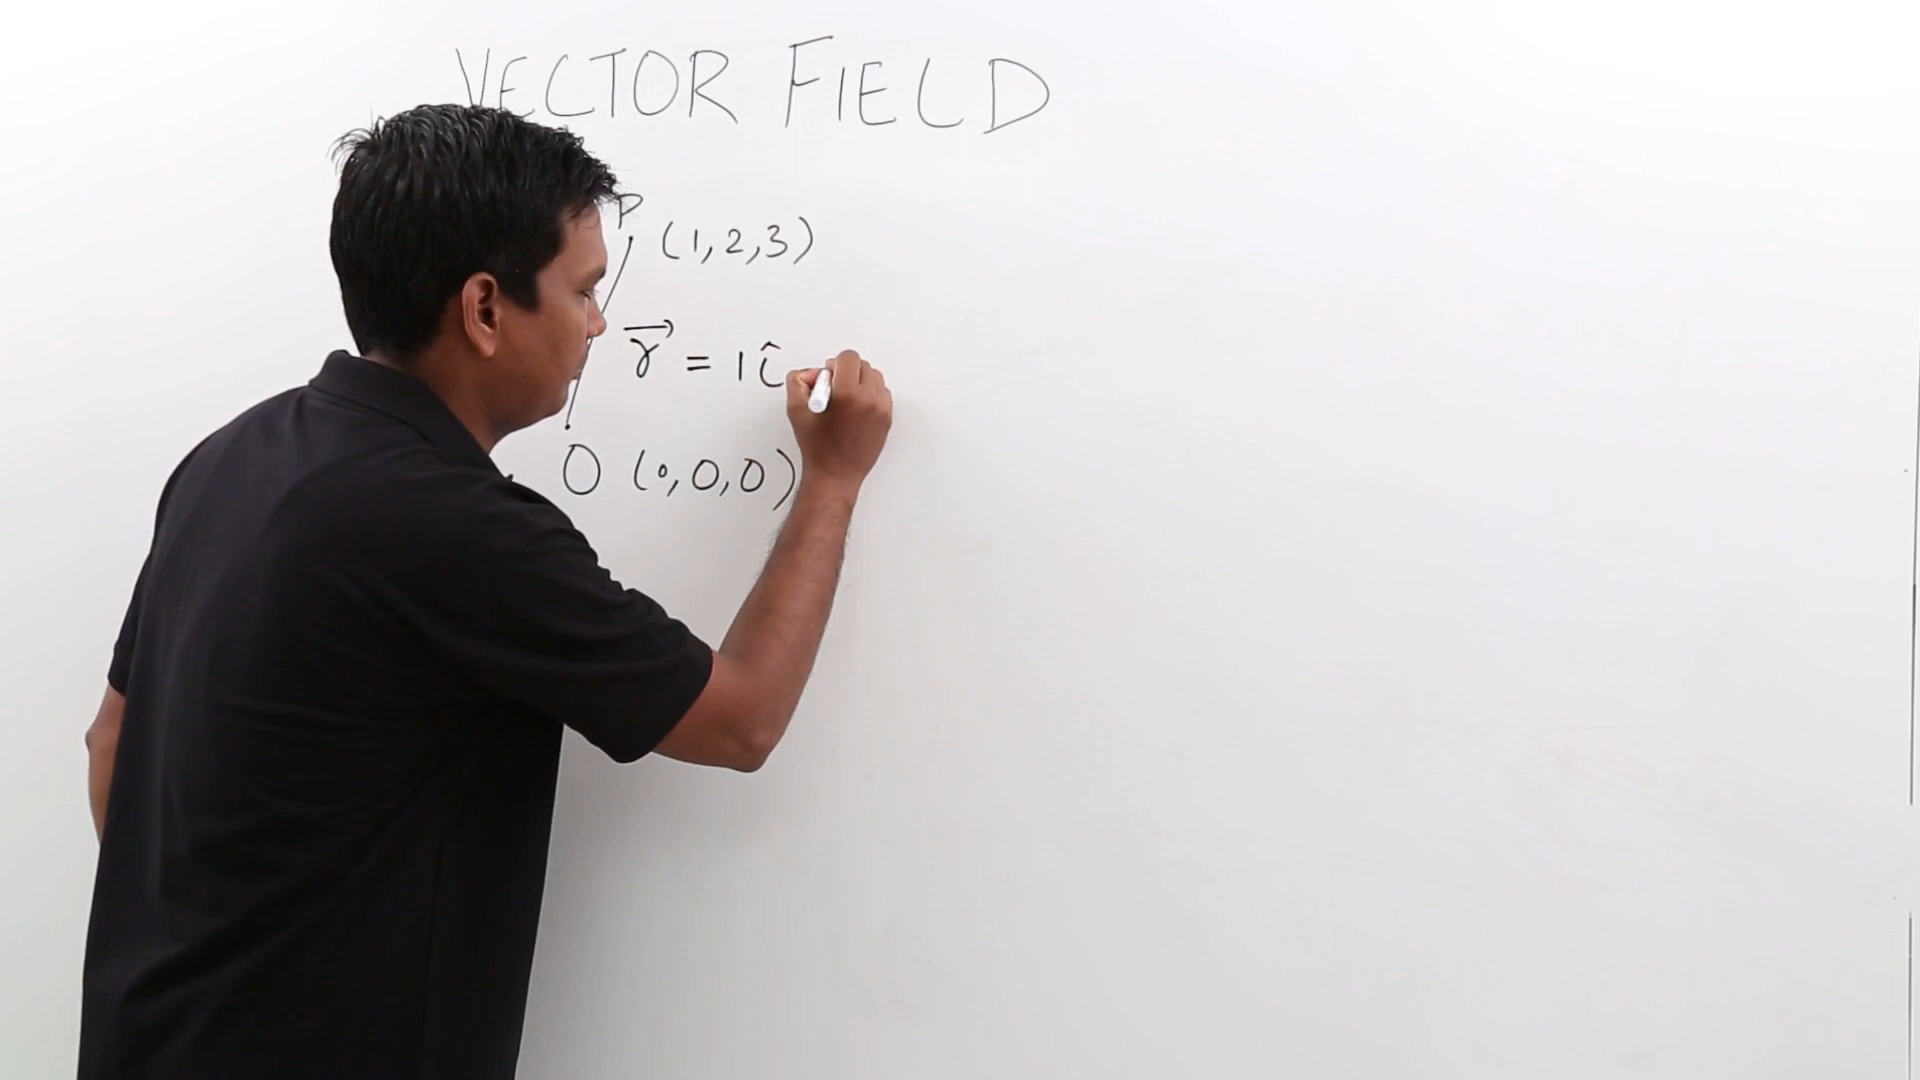 VECTOR FIELD
P (1,2,3)
r⃗ = 1î
O (0,0,0)